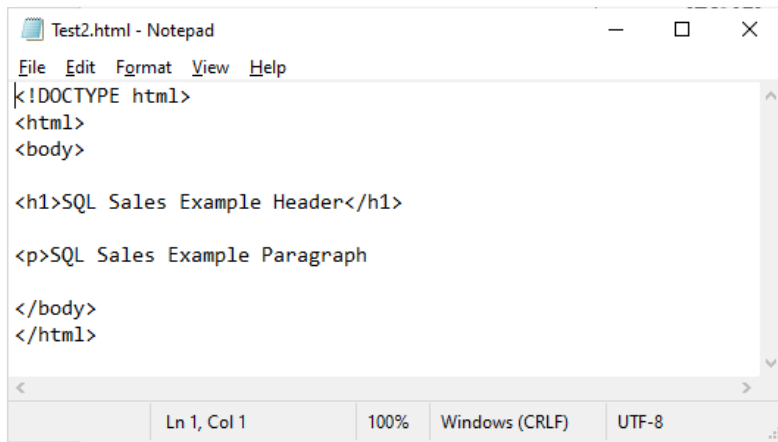 Test2.html - Notepad
File Edit Format View Help
<!DOCTYPE html>
<html>
<body>
<h1>SQL Sales Example Header</h1>
<p>SQL Sales Example Paragraph
</body>
</html>
Ln 1, Col 1 100% Windows (CRLF) UTF-8